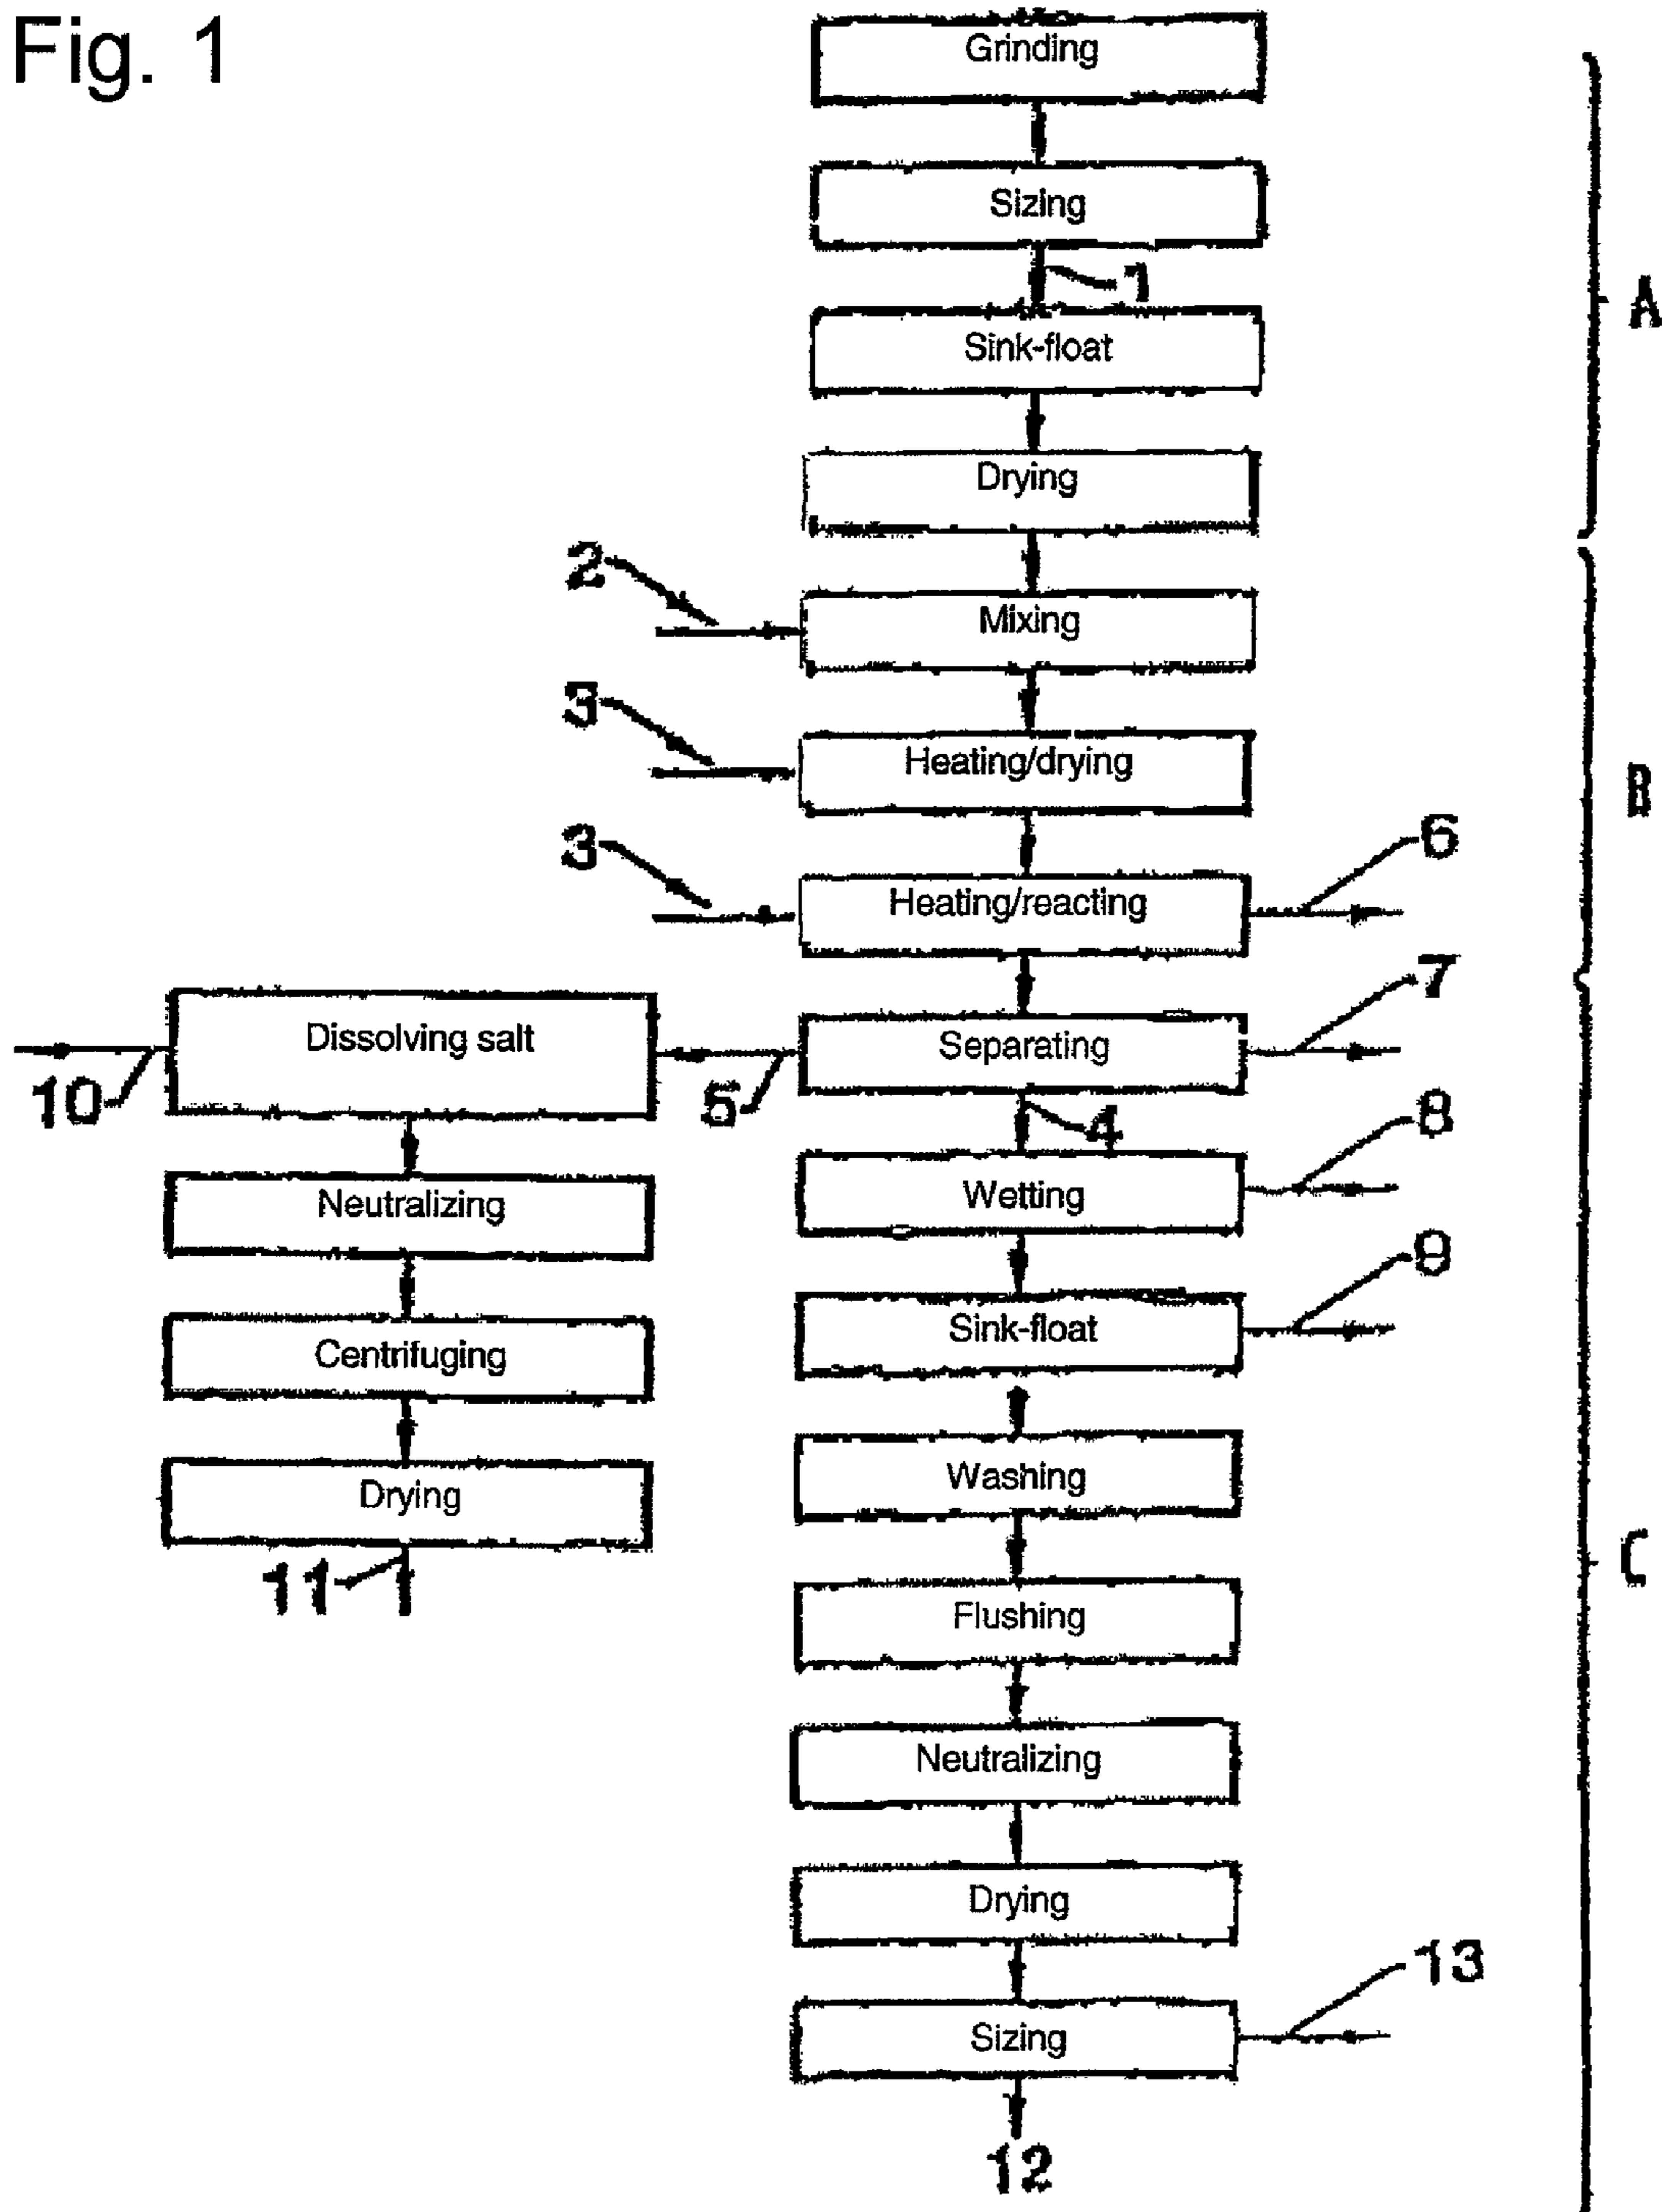 Fig. 1
Grinding
Sizing
1
Sink-float
A
Drying
2
Mixing
3
Heating/drying
B
3
Heating/reacting
6
7
Dissolving salt
Separating
10
5
4
8
Neutralizing
Wetting
9
Centrifuging
Sink-float
Drying
Washing
11
Flushing
C
Neutralizing
Drying
13
Sizing
12